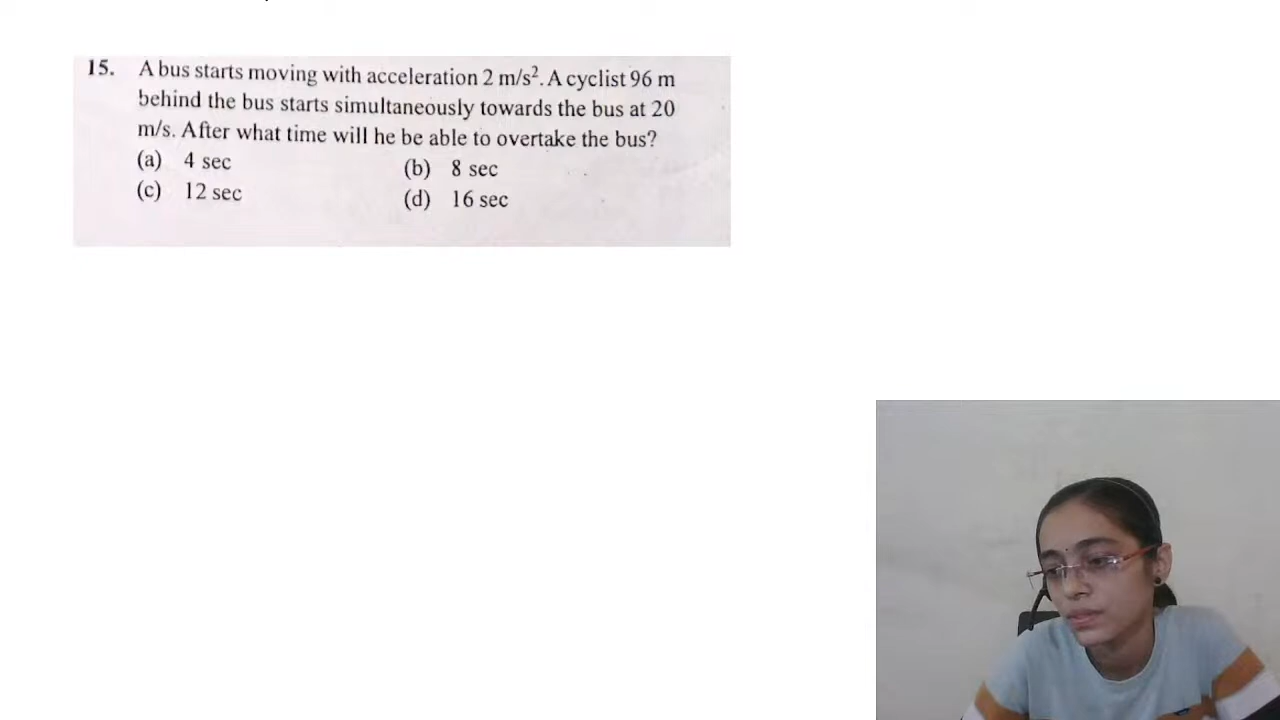 15. A bus starts moving with acceleration 2 m/s². A cyclist 96 m
behind the bus starts simultaneously towards the bus at 20
m/s. After what time will he be able to overtake the bus?
(a) 4 sec (b) 8 sec
(c) 12 sec (d) 16 sec